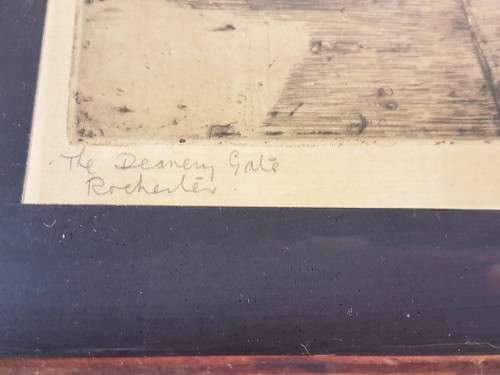 The Deanery Gate
Rochester